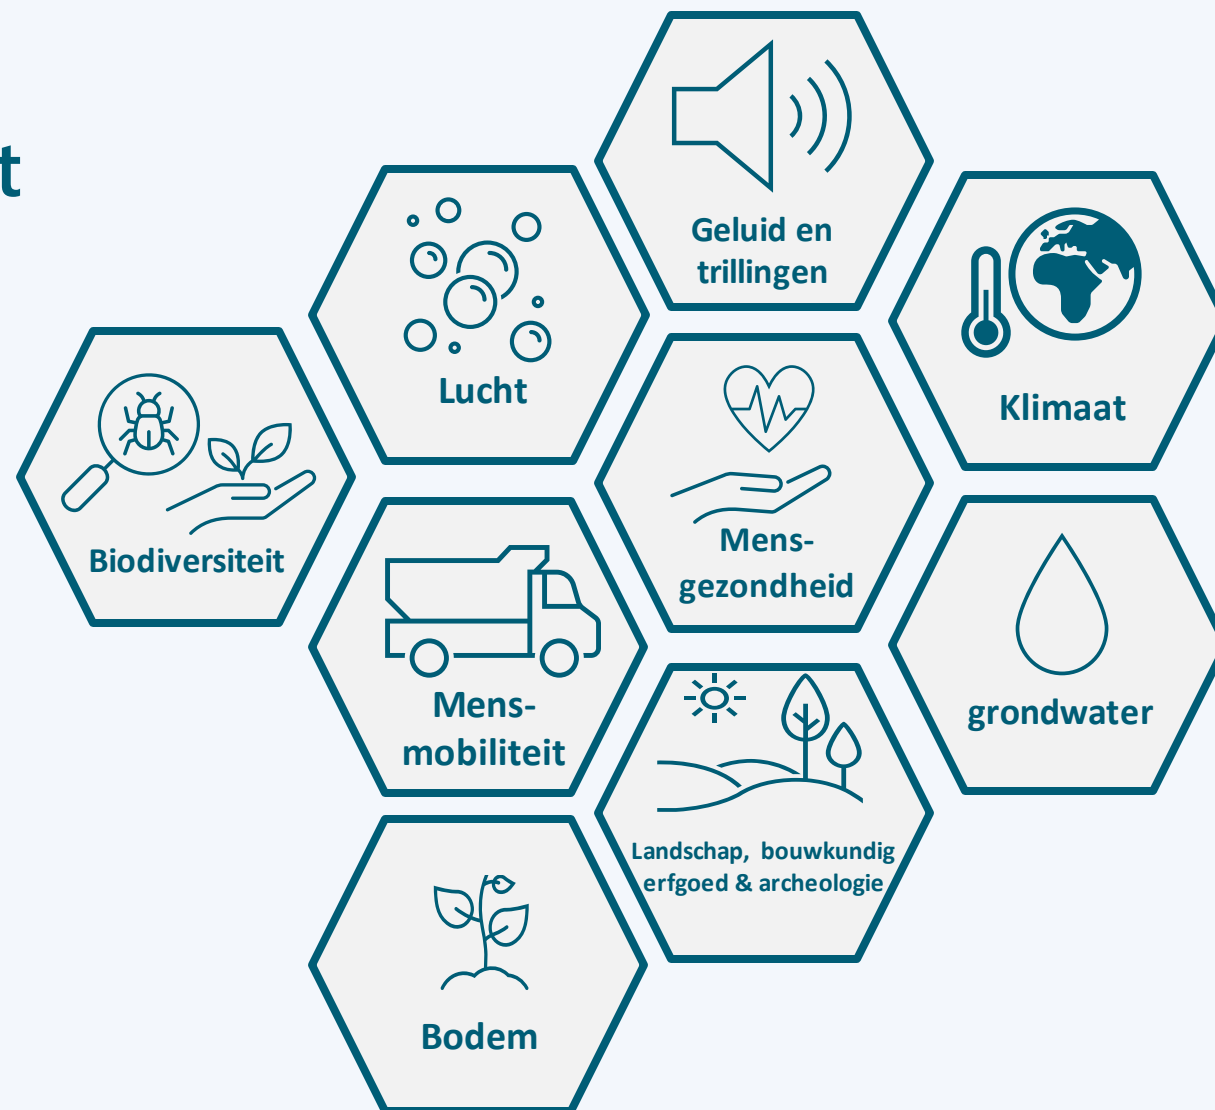 t
Geluid en
trillingen
Lucht
Klimaat
Biodiversiteit
Mens-
gezondheid
Mens-
mobiliteit
grondwater
Landschap, bouwkundig
erfgoed & archeologie
Bodem